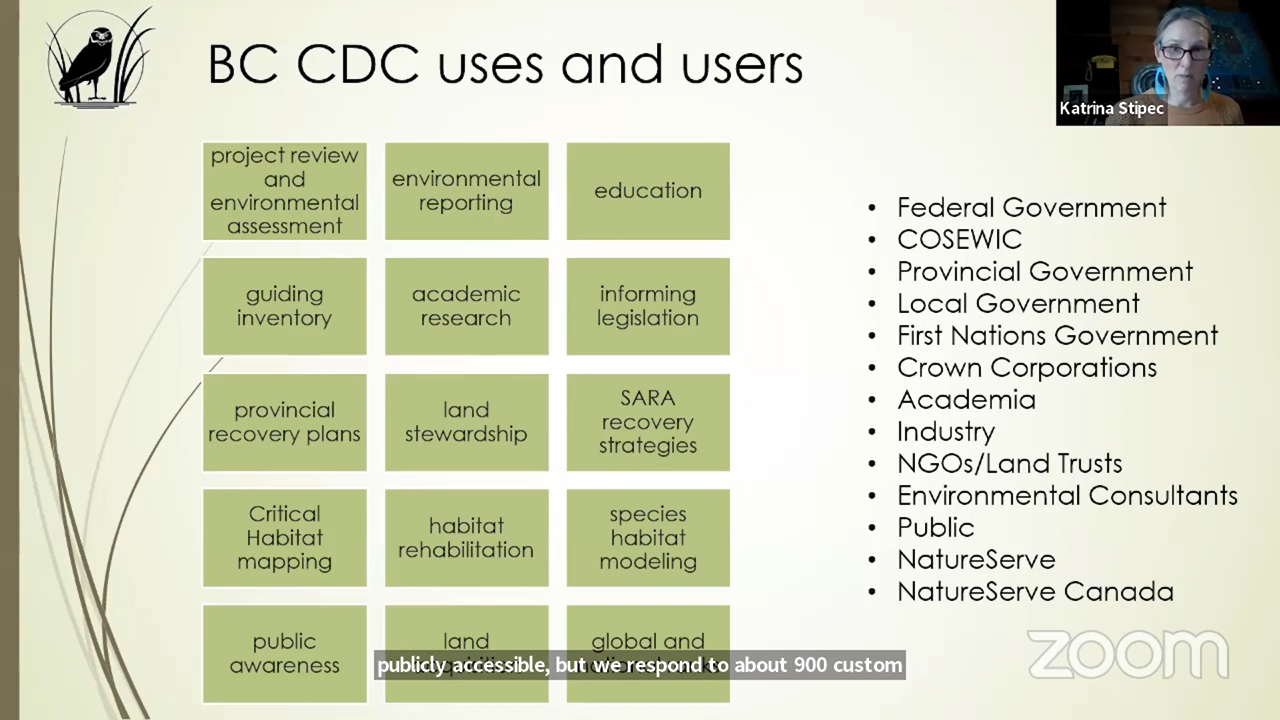 BC CDC uses and users
Katrina Stipec
project review
and
environmental
assessment
environmental
reporting
education
guiding
inventory
academic
research
informing
legislation
provincial
recovery plans
land
stewardship
SARA
recovery
strategies
Critical
Habitat
mapping
habitat
rehabilitation
species
habitat
modeling
public
awareness
land
global and
publicly accessible, but we respond to about 900 custom
• Federal Government
• COSEWIC
• Provincial Government
• Local Government
• First Nations Government
• Crown Corporations
• Academia
• Industry
• NGOs/Land Trusts
• Environmental Consultants
• Public
• NatureServe
• NatureServe Canada
zoom